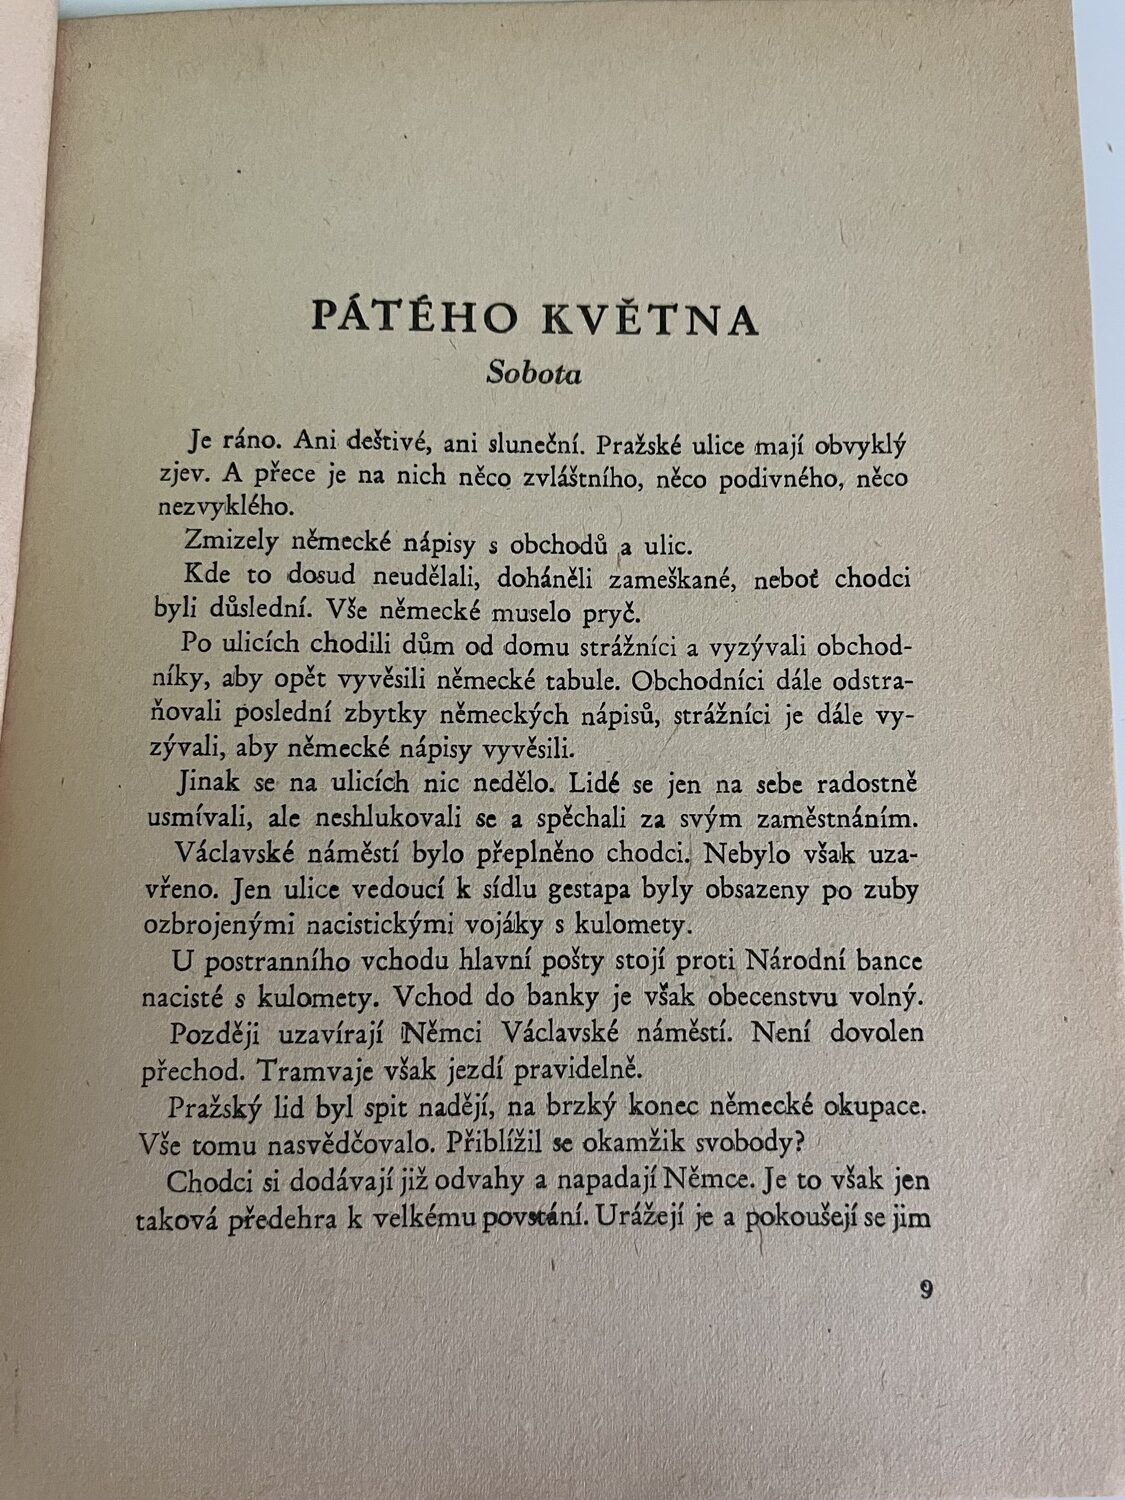 PÁTÉHO KVĚTNA
Sobota
Je ráno. Ani deštivé, ani sluneční. Pražské ulice mají obvyklý
zjev. A přece je na nich něco zvláštního, něco podivného, něco
nezvyklého.
Zmizely německé nápisy s obchodů a ulic.
Kde to dosud neudělali, doháněli zameškané, neboť chodci
byli důslední. Vše německé muselo pryč.
Po ulicích chodili dům od domu strážníci a vyzývali obchod-
níky, aby opět vyvěsili německé tabule. Obchodníci dále odstra-
ňovali poslední zbytky německých nápisů, strážníci je dále vy-
zývali, aby německé nápisy vyvěsili.
Jinak se na ulicích nic nedělo. Lidé se jen na sebe radostně
usmívali, ale neshlukovali se a spěchali za svým zaměstnáním.
Václavské náměstí bylo přeplněno chodci. Nebylo však uza-
vřeno. Jen ulice vedoucí k sídlu gestapa byly obsazeny po zuby
ozbrojenými nacistickými vojáky s kulomety.
U postranního vchodu hlavní pošty stojí proti Národní bance
nacisté s kulomety. Vchod do banky je však obecenstvu volný.
Později uzavírají Němci Václavské náměstí. Není dovolen
přechod. Tramvaje však jezdí pravidelně.
Pražský lid byl spit nadějí, na brzký konec německé okupace.
Vše tomu nasvědčovalo. Přiblížil se okamžik svobody?
Chodci si dodávají již odvahy a napadají Němce. Je to však jen
taková předehra k velkému povstání. Urážejí je a pokoušejí se jim
9